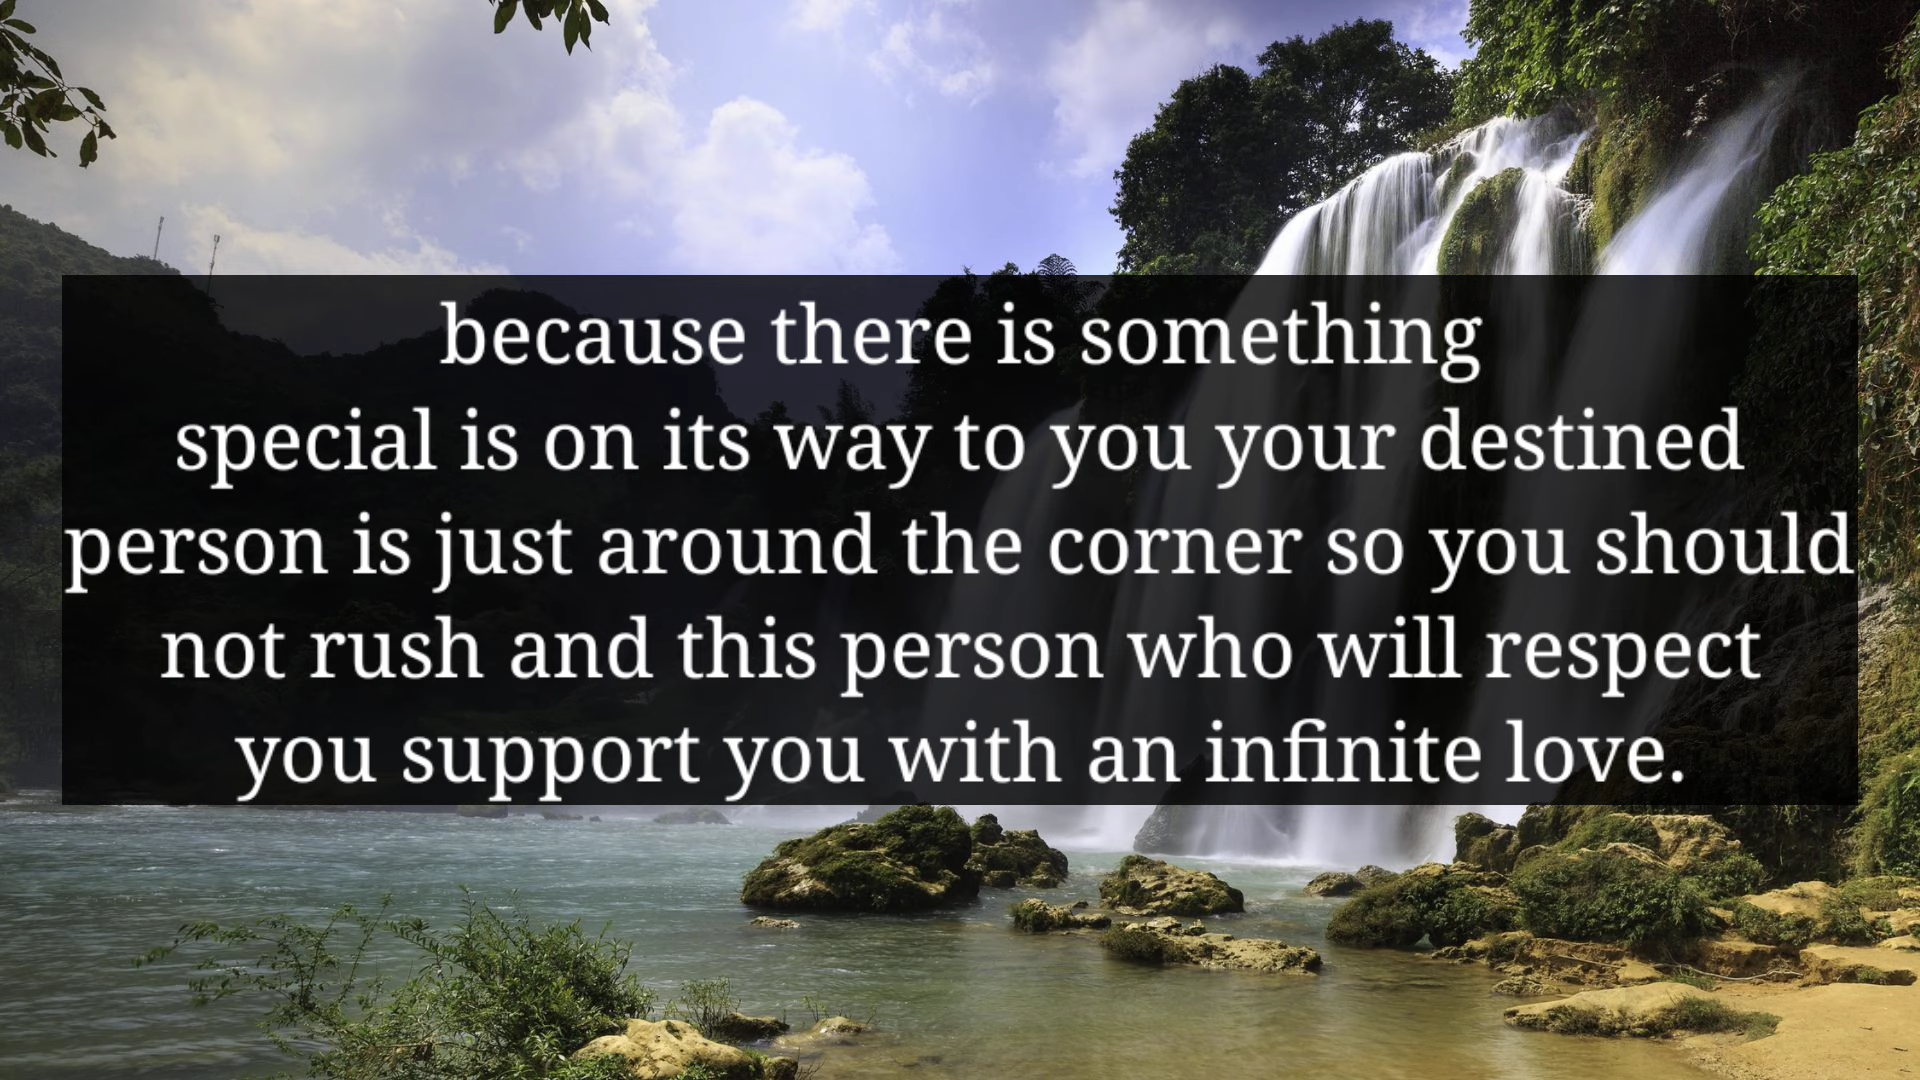 because there is something
special is on its way to you your destined
person is just around the corner so you should
not rush and this person who will respect
you support you with an infinite love.